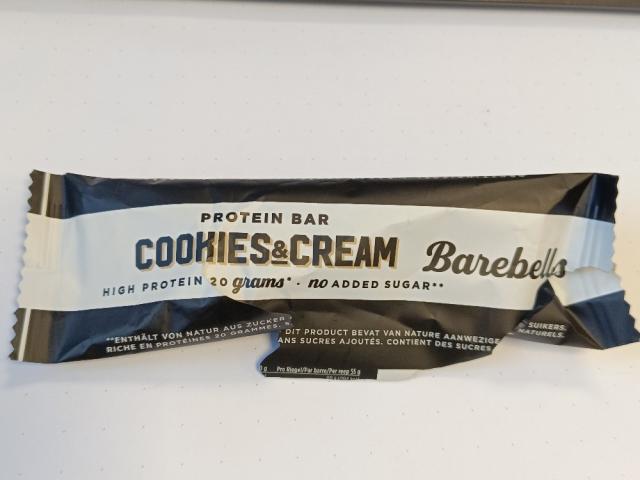 PROTEIN BAR
COOKIES & CREAM
Barebells
HIGH PROTEIN 20 grams* · no ADDED SUGAR**
**ENTHÄLT VON NATUR AUS ZUCKER
RICHE EN PROTÉINES 20 GRAMMES.
DIT PRODUCT BEVAT VAN NATURE AANWEZIGE
ANS SUCRES AJOUTÉS. CONTIENT DES SUCRES
SUIKERS.
NATURELS.
Pro Riegel/Par barre/Per reep 55 g